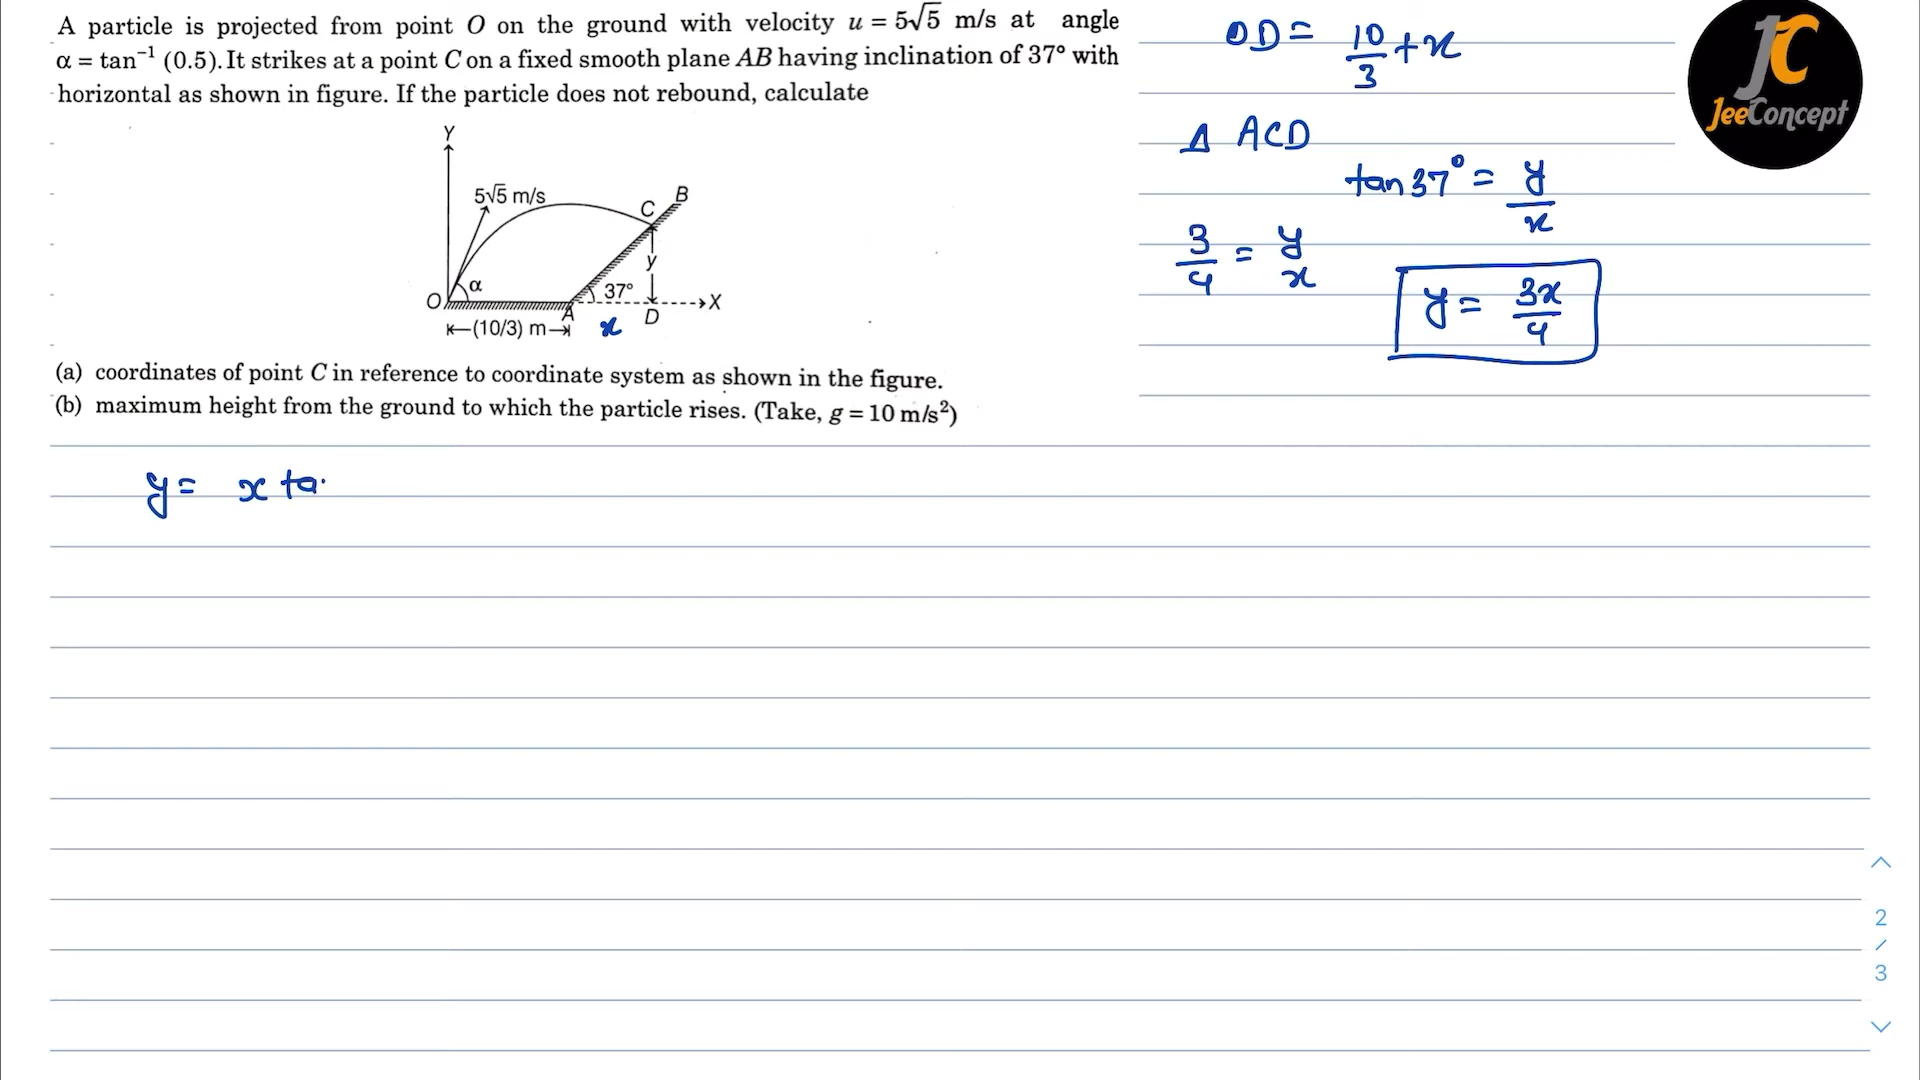 A particle is projected from point O on the ground with velocity u = 5√5 m/s at angle
α = tan⁻¹ (0.5). It strikes at a point C on a fixed smooth plane AB having inclination of 37° with
horizontal as shown in figure. If the particle does not rebound, calculate
Y
5√5 m/s
C
B
y
α
37°
O
A
D
X
(10/3) m
x
(a) coordinates of point C in reference to coordinate system as shown in the figure.
(b) maximum height from the ground to which the particle rises. (Take, g = 10 m/s²)
y = x ta
OD = 10/3 + x
Δ ACD
tan 37° = y/x
3/4 = y/x
y = 3x/4
JC
JeeConcept
2
/
3